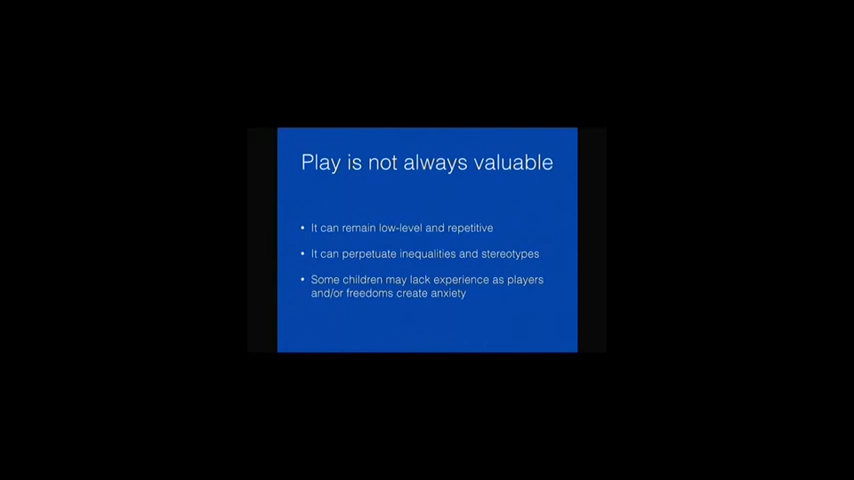 Play is not always valuable
• It can remain low-level and repetitive
• It can perpetuate inequalities and stereotypes
• Some children may lack experience as players
and/or freedoms create anxiety